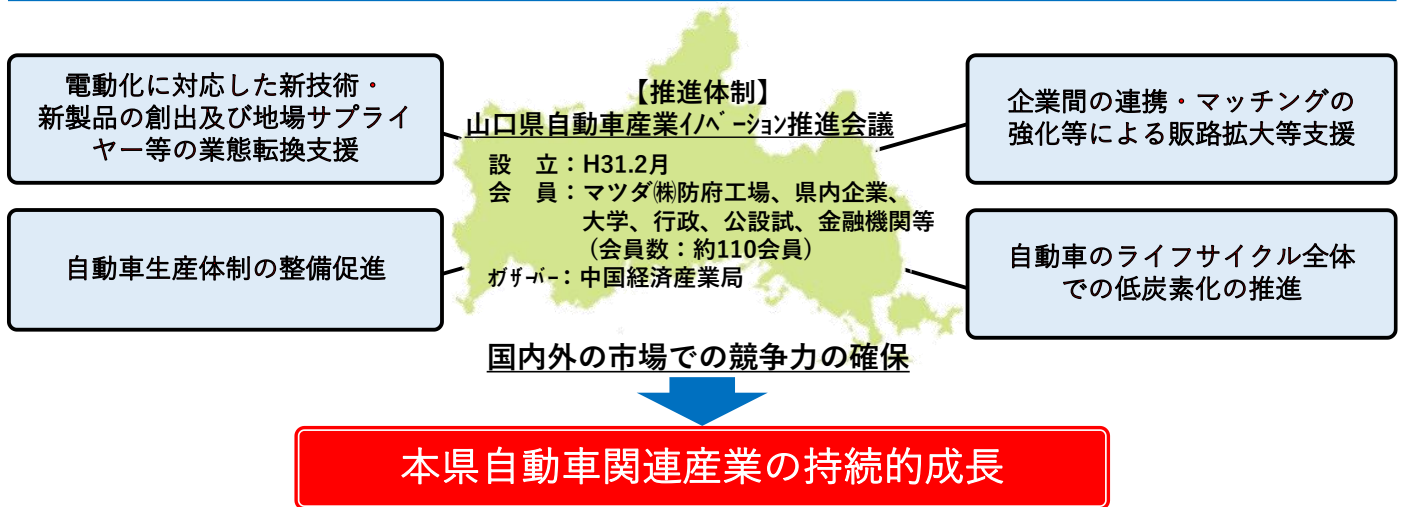 電動化に対応した新技術・
新製品の創出及び地場サプライ
ヤー等の業態転換支援
自動車生産体制の整備促進
【推進体制】
山口県自動車産業ｲﾉﾍﾞｰｼｮﾝ推進会議
設　立：H31.2月
会　員：マツダ㈱防府工場、県内企業、
大学、行政、公設試、金融機関等
（会員数：約110会員）
ｵﾌﾞｻﾞｰﾊﾞｰ：中国経済産業局
企業間の連携・マッチングの
強化等による販路拡大等支援
自動車のライフサイクル全体
での低炭素化の推進
国内外の市場での競争力の確保
本県自動車関連産業の持続的成長